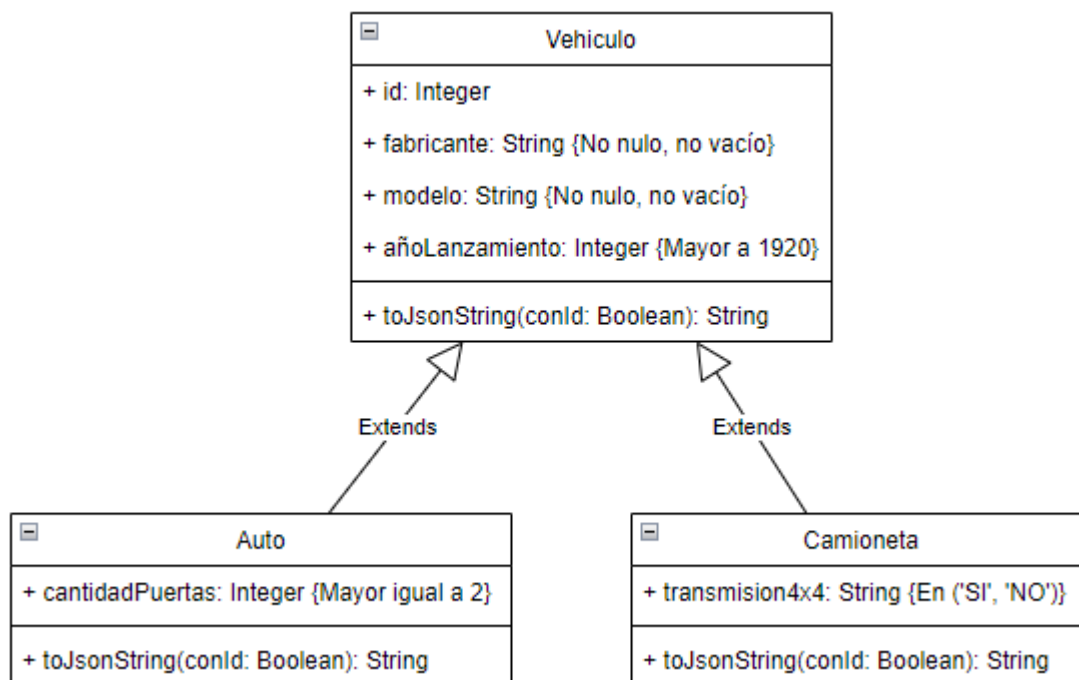 Vehiculo
+ id: Integer
+ fabricante: String {No nulo, no vacío}
+ modelo: String {No nulo, no vacío}
+ añoLanzamiento: Integer {Mayor a 1920}
+ toJsonString(conId: Boolean): String
Extends
Extends
Auto
+ cantidadPuertas: Integer {Mayor igual a 2}
+ toJsonString(conId: Boolean): String
Camioneta
+ transmision4x4: String {En ('SI', 'NO')}
+ toJsonString(conId: Boolean): String